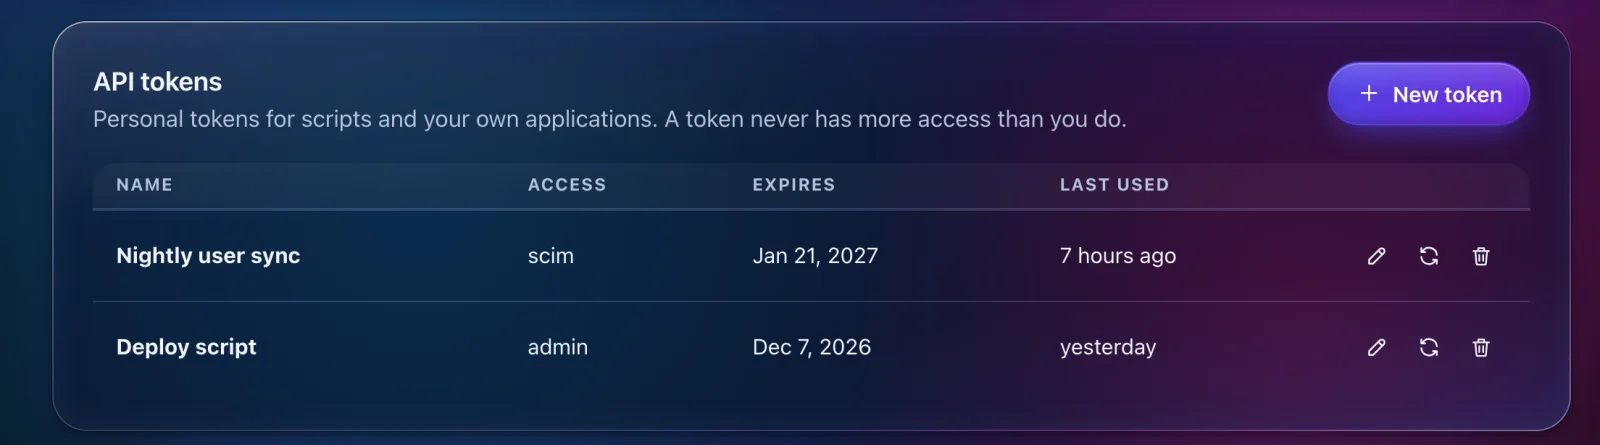 API tokens
Personal tokens for scripts and your own applications. A token never has more access than you do.
New token
NAME ACCESS EXPIRES LAST USED
Nightly user sync scim Jan 21, 2027 7 hours ago
Deploy script admin Dec 7, 2026 yesterday